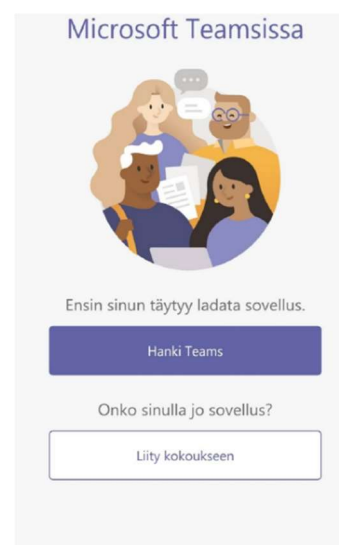 Microsoft Teamsissa
Ensin sinun täytyy ladata sovellus.
Hanki Teams
Onko sinulla jo sovellus?
Liity kokoukseen